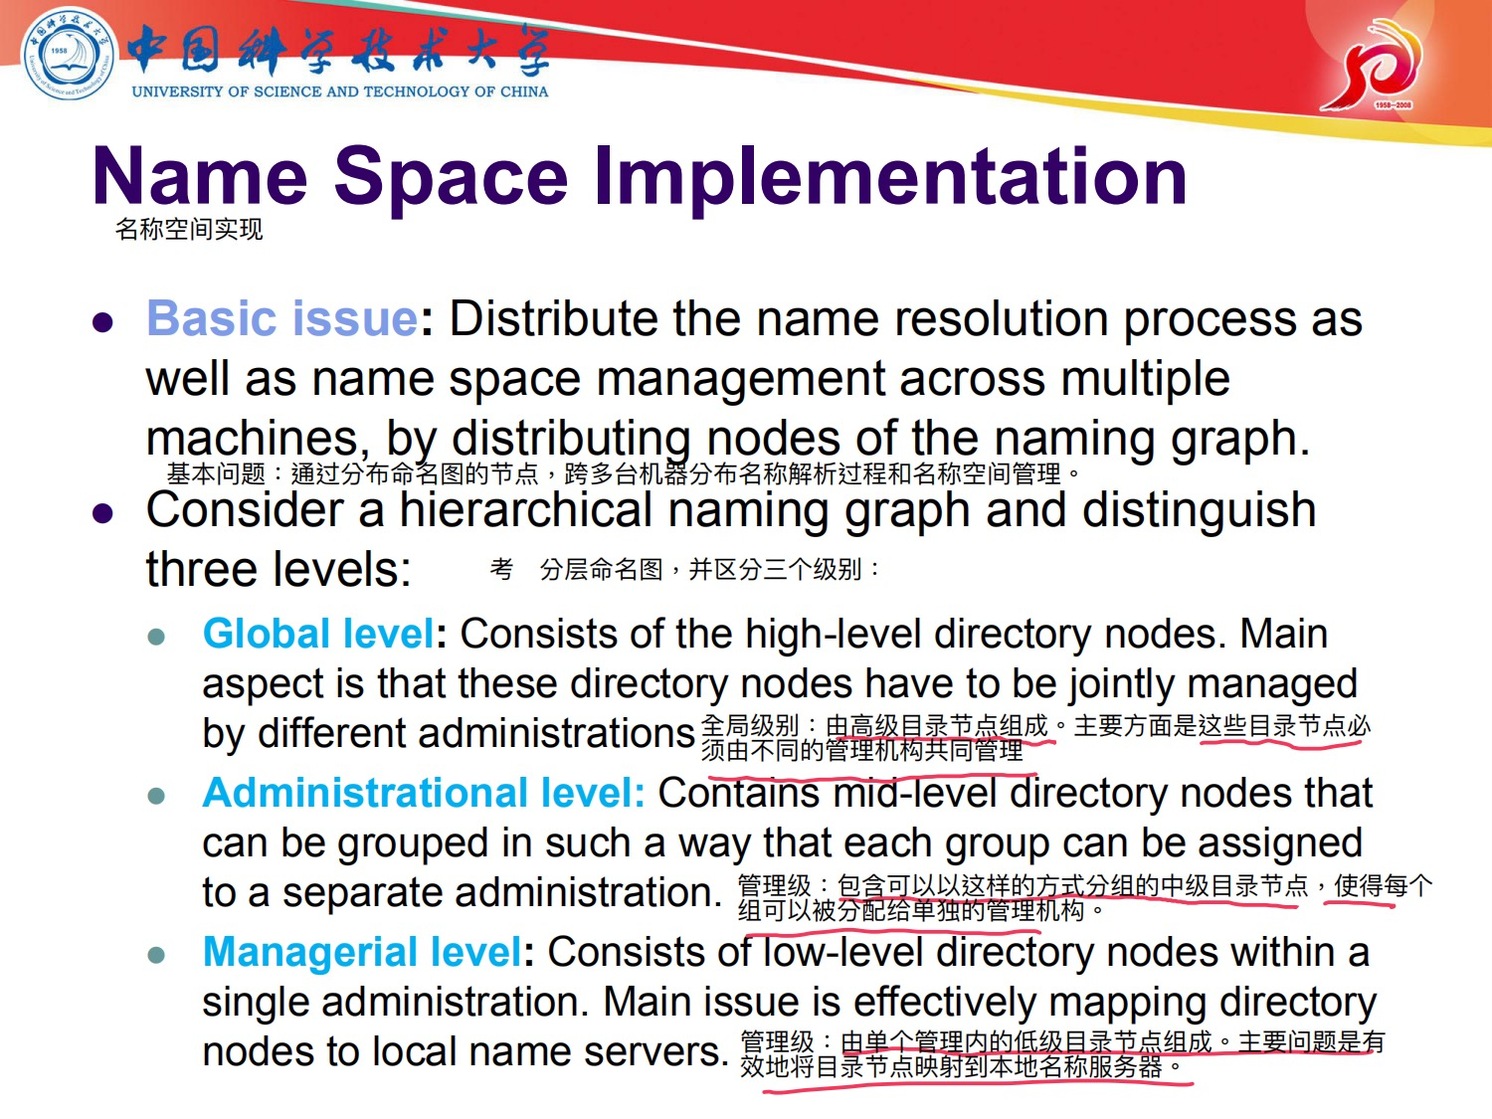 中国科学技术大学
UNIVERSITY OF SCIENCE AND TECHNOLOGY OF CHINA
1958
1958-2008
Name Space Implementation
名称空间实现
Basic issue: Distribute the name resolution process as
well as name space management across multiple
machines, by distributing nodes of the naming graph.
基本问题：通过分布命名图的节点，跨多台机器分布名称解析过程和名称空间管理。
Consider a hierarchical naming graph and distinguish
three levels:
考 分层命名图，并区分三个级别：
Global level: Consists of the high-level directory nodes. Main
aspect is that these directory nodes have to be jointly managed
by different administrations
全局级别：由高级目录节点组成。主要方面是这些目录节点必
须由不同的管理机构共同管理
Administrational level: Contains mid-level directory nodes that
can be grouped in such a way that each group can be assigned
to a separate administration.
管理级：包含可以以这样的方式分组的中级目录节点，使得每个
组可以被分配给单独的管理机构。
Managerial level: Consists of low-level directory nodes within a
single administration. Main issue is effectively mapping directory
nodes to local name servers.
管理级：由单个管理内的低级目录节点组成。主要问题是有
效地将目录节点映射到本地名称服务器。